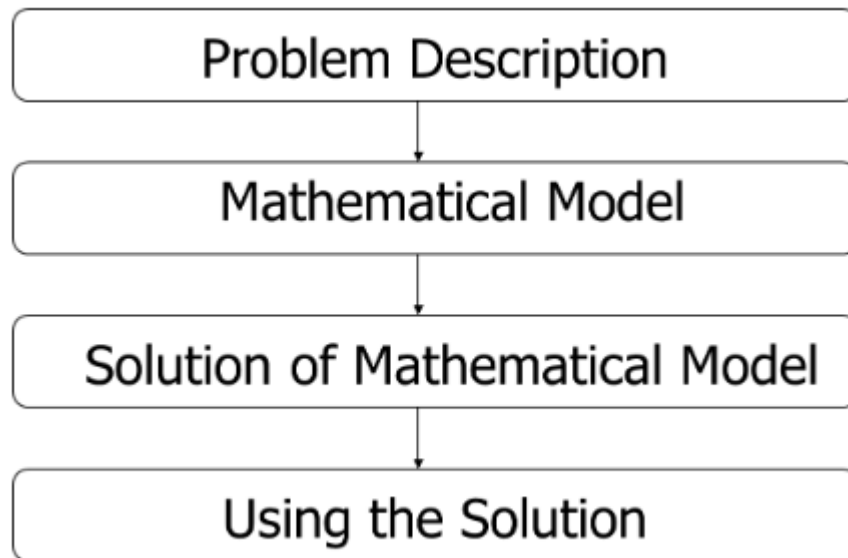 Problem Description
Mathematical Model
Solution of Mathematical Model
Using the Solution